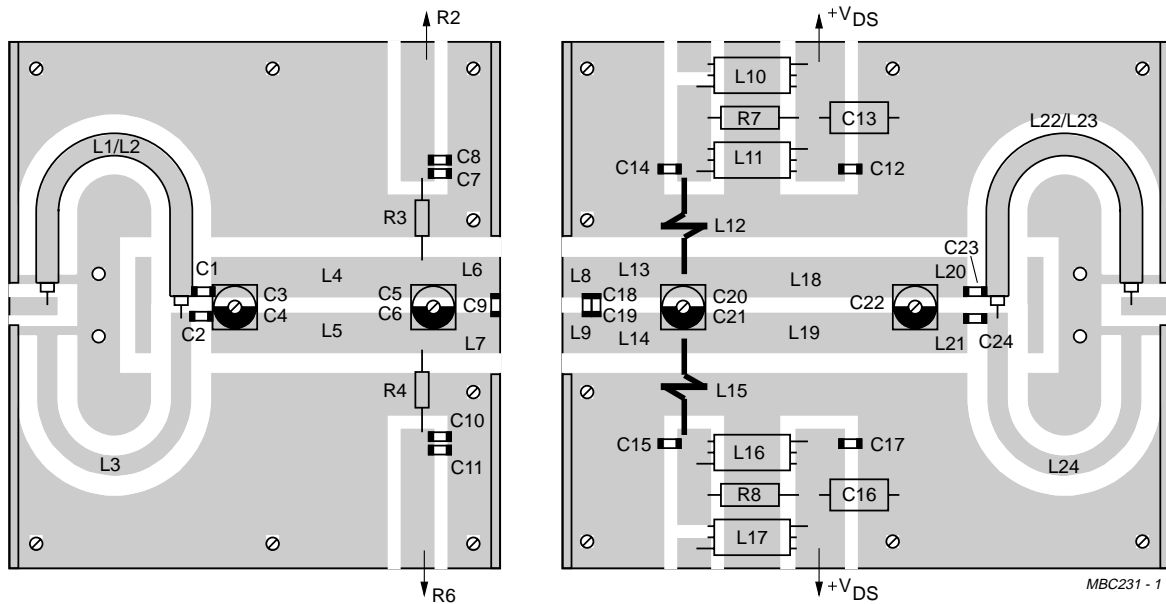 R2
+VDS
L10
R7
C13
L11
L1/L2
L22/L23
C8
C7
C14
C12
R3
L12
C23
C1
L4
L6
L8
L13
L18
L20
C3
C4
C5
C6
C9
C18
C19
C20
C21
C22
C2
L5
L7
L9
L14
L19
L21
C24
R4
L15
C10
C11
C15
C17
L16
L3
L24
R8
C16
L17
R6
+VDS
MBC231 - 1